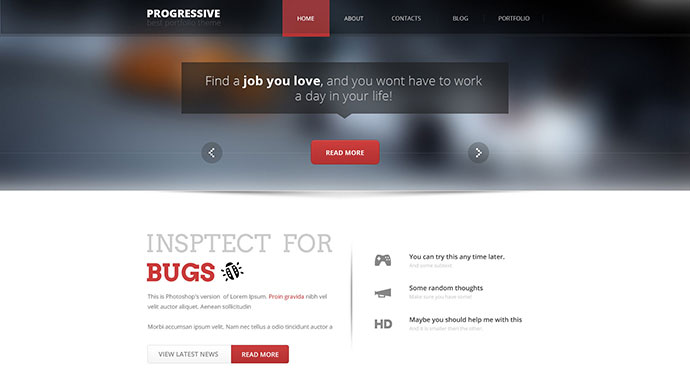 PROGRESSIVE
best portfolio theme
HOME ABOUT CONTACTS BLOG PORTFOLIO
Find a job you love, and you wont have to work
a day in your life!
READ MORE
INSPTECT FOR
BUGS
This is Photoshop's version of Lorem Ipsum. Proin gravida nibh vel
velit auctor aliquet. Aenean sollicitudin
Morbi accumsan ipsum velit. Nam nec tellus a odio tincidunt auctor a
VIEW LATEST NEWS READ MORE
You can try this any time later.
And some subtext
Some random thoughts
Make sure you have some!
HD
Maybe you should help me with this
And it is smaller then the other.